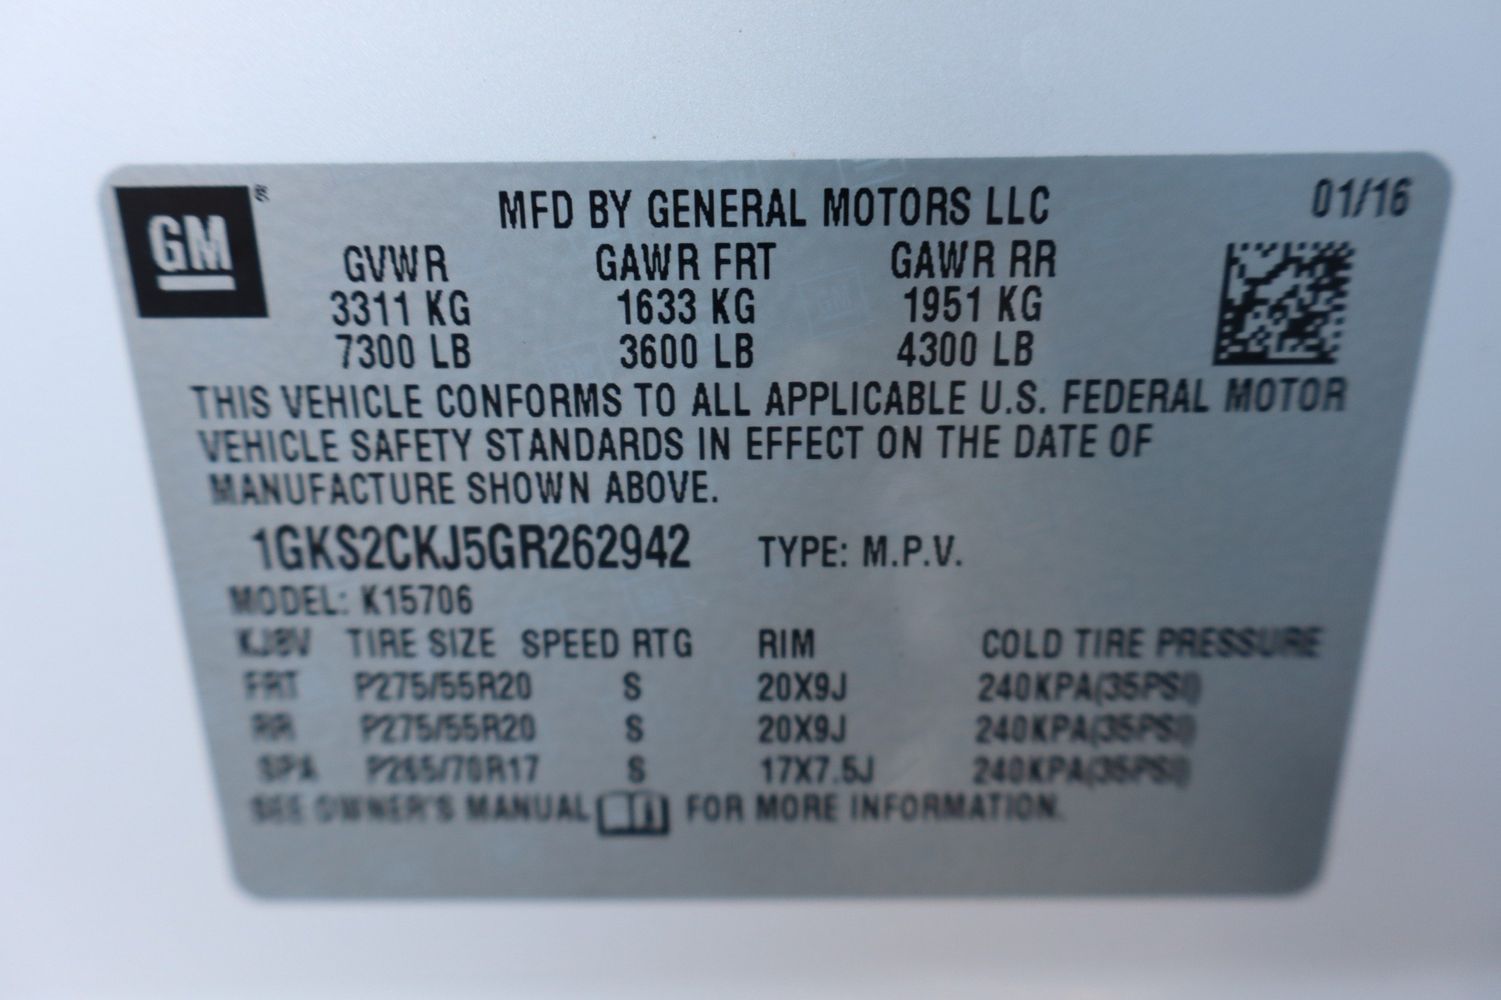 GM
MFD BY GENERAL MOTORS LLC 01/16
GVWR GAWR FRT GAWR RR
3311 KG 1633 KG 1951 KG
7300 LB 3600 LB 4300 LB
THIS VEHICLE CONFORMS TO ALL APPLICABLE U.S. FEDERAL MOTOR
VEHICLE SAFETY STANDARDS IN EFFECT ON THE DATE OF
MANUFACTURE SHOWN ABOVE.
1GKS2CKJ5GR262942 TYPE: M.P.V.
MODEL: K15706
KJ8V TIRE SIZE SPEED RTG RIM COLD TIRE PRESSURE
FRT P275/55R20 S 20X9J 240KPA(35PSI)
RR P275/55R20 S 20X9J 240KPA(35PSI)
SPA P265/70R17 S 17X7.5J 240KPA(35PSI)
SEE OWNER'S MANUAL FOR MORE INFORMATION.